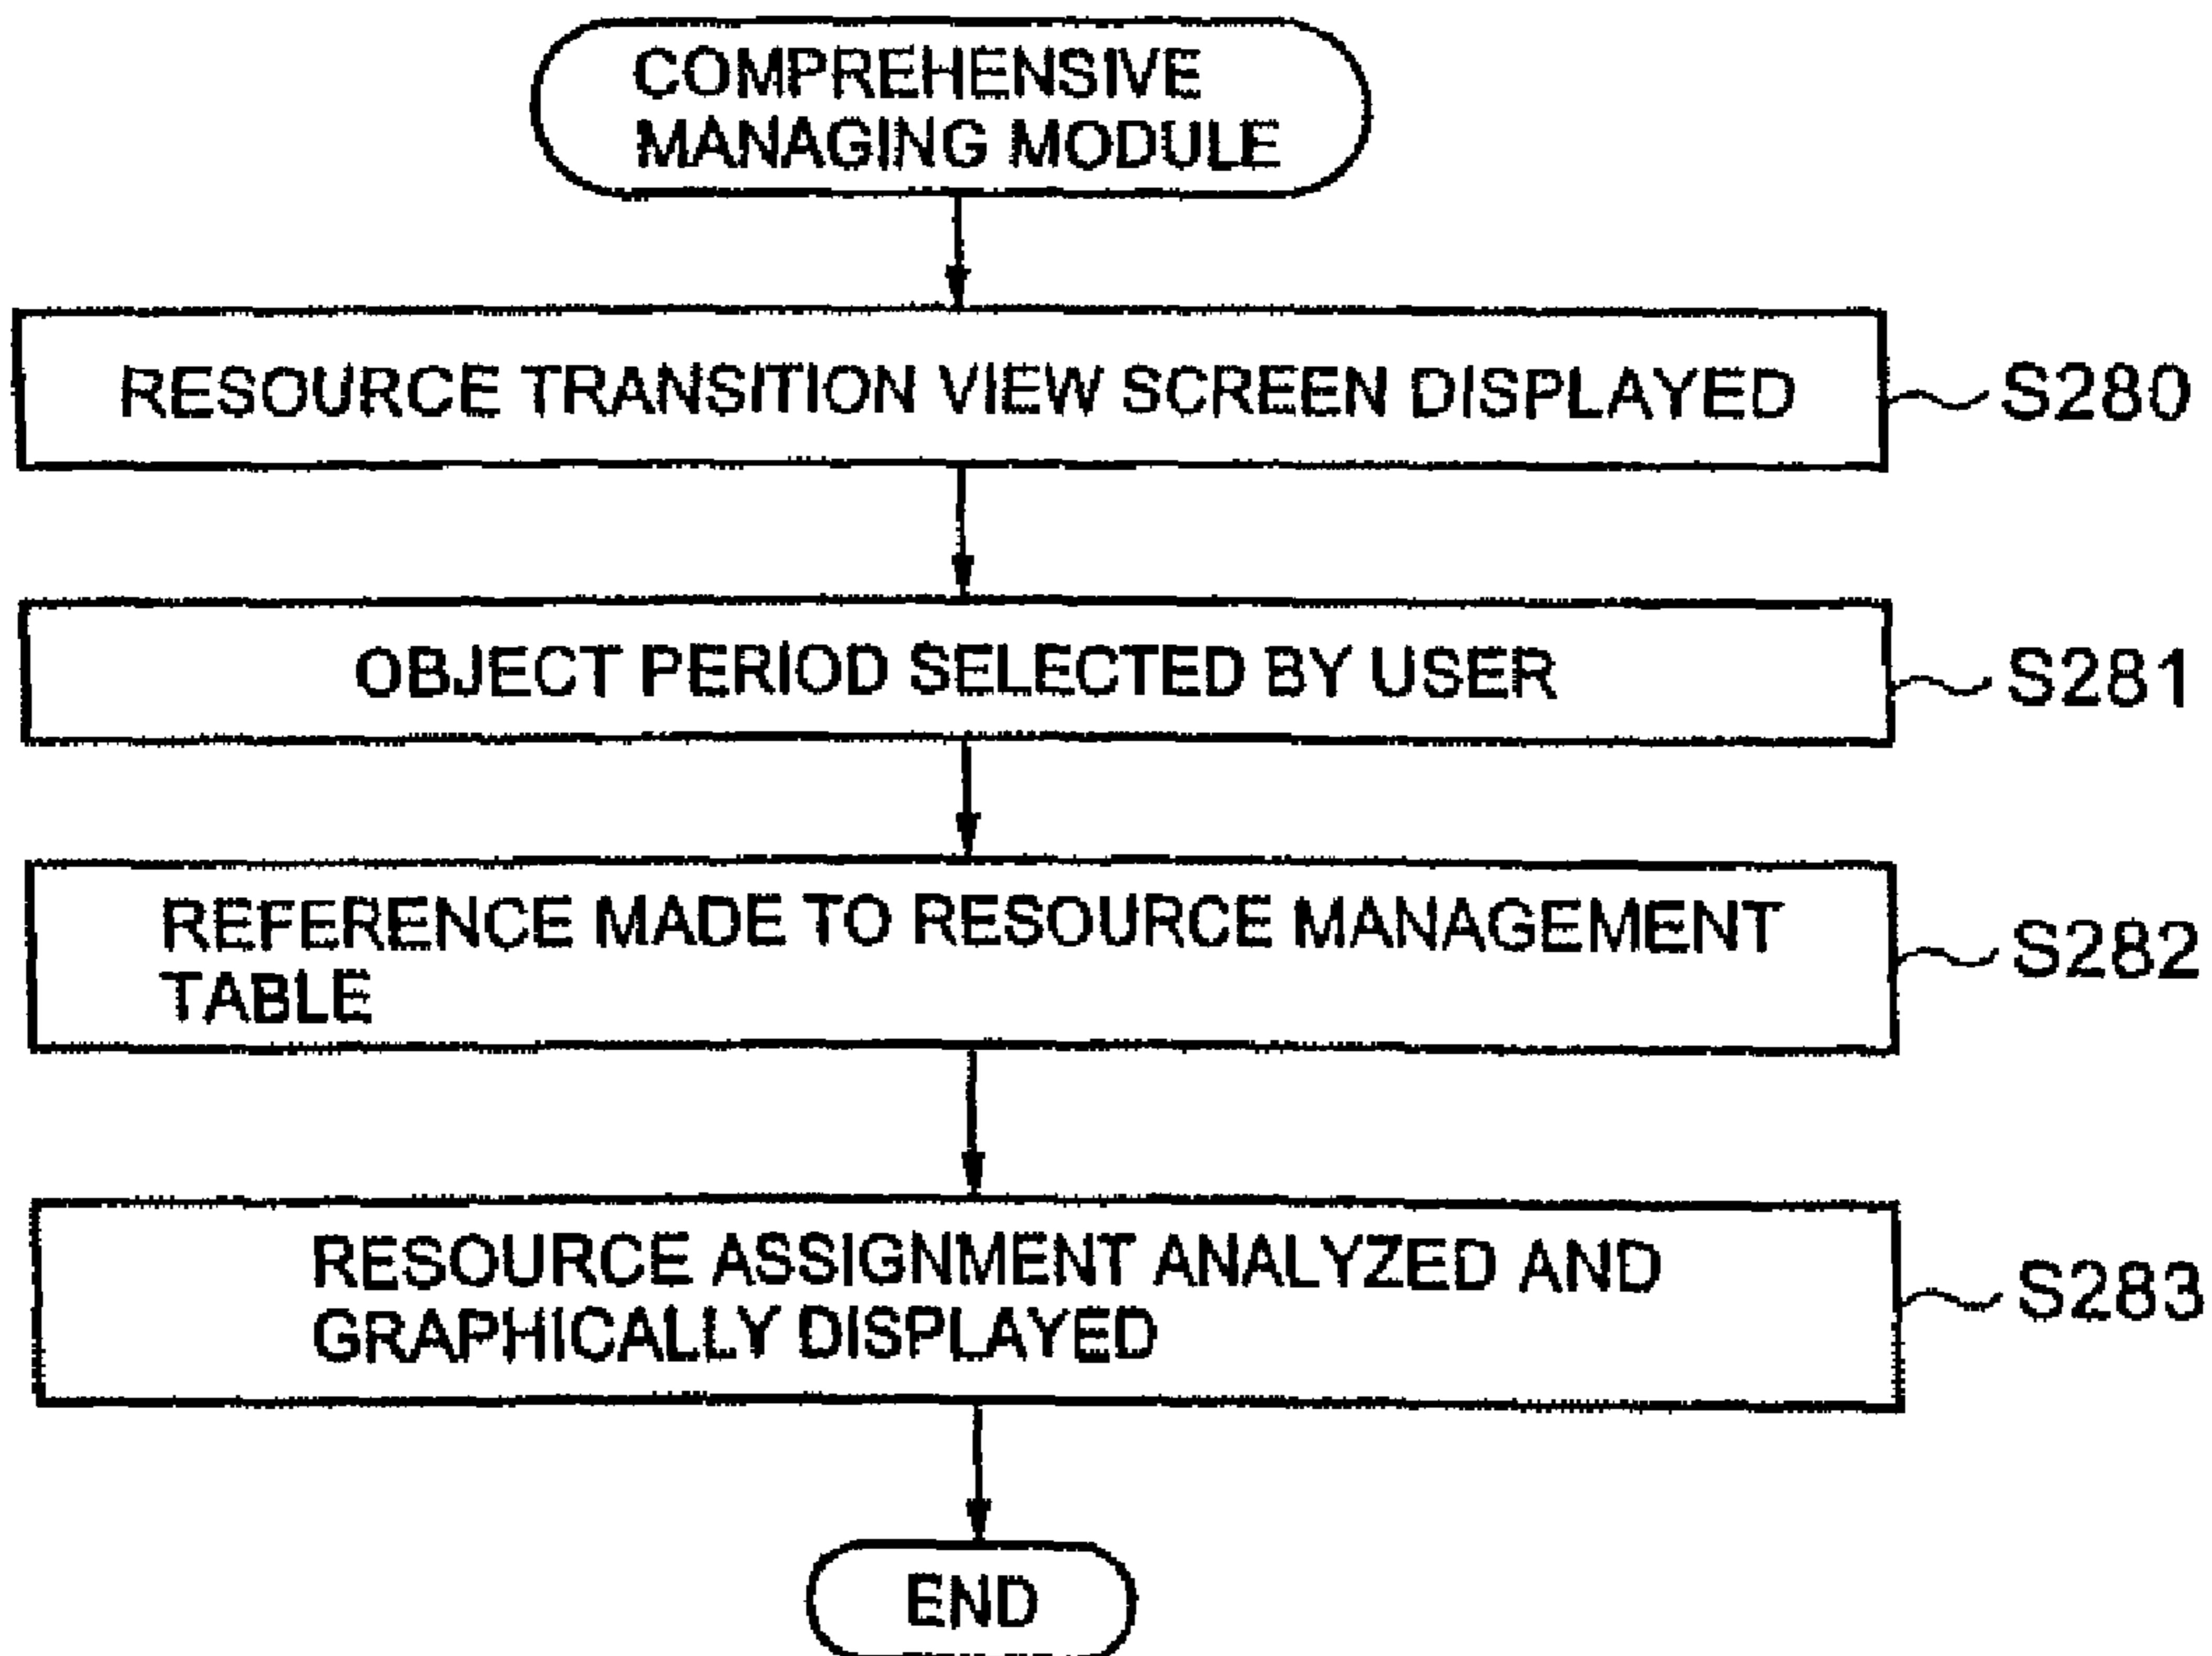 COMPREHENSIVE
MANAGING MODULE
RESOURCE TRANSITION VIEW SCREEN DISPLAYED
S280
OBJECT PERIOD SELECTED BY USER
S281
REFERENCE MADE TO RESOURCE MANAGEMENT
TABLE
S282
RESOURCE ASSIGNMENT ANALYZED AND
GRAPHICALLY DISPLAYED
S283
END